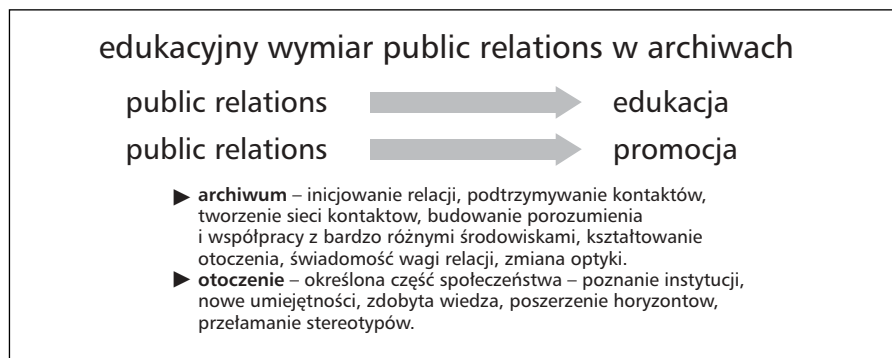 edukacyjny wymiar public relations w archiwach
public relations edukacja
public relations promocja
► archiwum – inicjowanie relacji, podtrzymywanie kontaktów,
tworzenie sieci kontaktow, budowanie porozumienia
i współpracy z bardzo różnymi środowiskami, kształtowanie
otoczenia, świadomość wagi relacji, zmiana optyki.
► otoczenie – określona część społeczeństwa – poznanie instytucji,
nowe umiejętności, zdobyta wiedza, poszerzenie horyzontow,
przełamanie stereotypów.